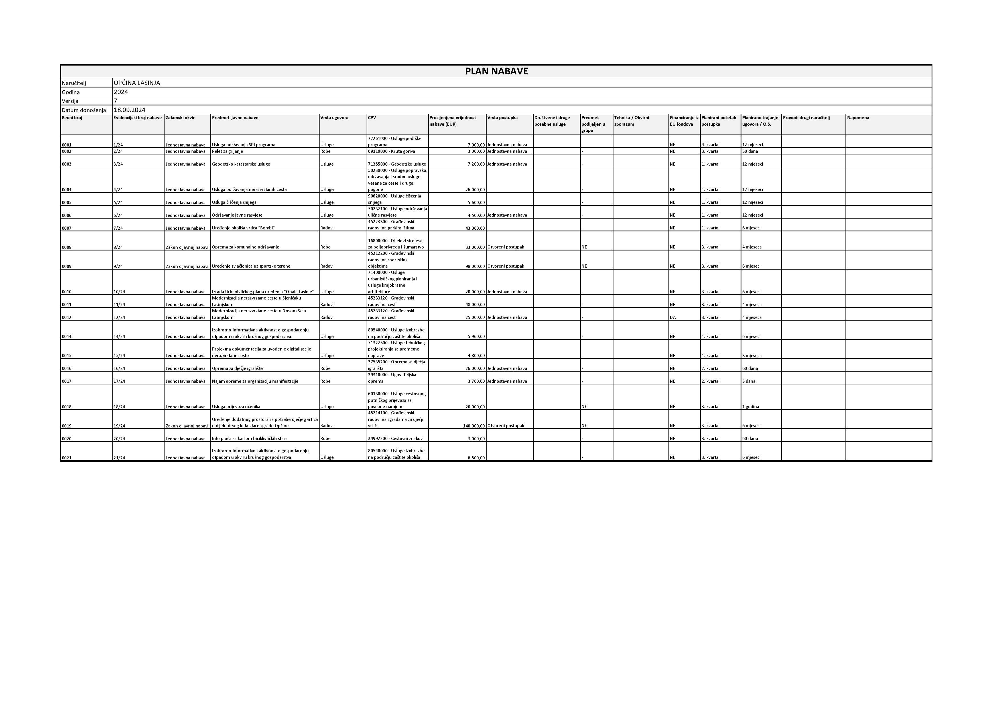 PLAN NABAVE
Naručitelj OPĆINA LASINJA
Godina 2024
Verzija 7
Datum donošenja 18.09.2024
Redni broj Evidencijski broj nabave Zakonski okvir Predmet javne nabave Vrsta ugovora CPV Procijenjena vrijednost nabave (EUR) Vrsta postupka Društvene i druge posebne usluge Predmet podijeljen u grupe Tehnika / Okvirni sporazum Financiranje iz EU fondova Planirani početak postupka Planirano trajanje ugovora / O.S. Provodi drugi naručitelj Napomena
0001 1/24 Jednostavna nabava Usluga održavanja SPI programa Usluge 72261000 - Usluge podrške programa 7.000,00 Jednostavna nabava - NE 4. kvartal 12 mjeseci
0002 2/24 Jednostavna nabava Pelet za grijanje Robe 09110000 - Kruta goriva 3.000,00 Jednostavna nabava - NE 3. kvartal 30 dana
0003 3/24 Jednostavna nabava Geodetsko katastarske usluge Usluge 71355000 - Geodetske usluge 7.200,00 Jednostavna nabava - NE 1. kvartal 12 mjeseci
0004 4/24 Jednostavna nabava Usluga održavanja nerazvrstanih cesta Usluge 50230000 - Usluge popravaka, održavanja i srodne usluge vezane za ceste i druge pogone 26.000,00 - NE 1. kvartal 12 mjeseci
0005 5/24 Jednostavna nabava Usluga čišćenja snijega Usluge 90620000 - Usluge čišćenja snijega 5.600,00 - NE 1. kvartal 12 mjeseci
0006 6/24 Jednostavna nabava Održavanje javne rasvjete Usluge 50232100 - Usluge održavanja ulične rasvjete 4.500,00 Jednostavna nabava - NE 1. kvartal 12 mjeseci
0007 7/24 Jednostavna nabava Uređenje okoliša vrtića "Bambi" Radovi 45223300 - Građevinski radovi na parkiralištima 43.000,00 - NE 1. kvartal 6 mjeseci
0008 8/24 Zakon o javnoj nabavi Oprema za komunalno održavanje Robe 16800000 - Dijelovi strojeva za poljoprivredu i šumarstvo 33.000,00 Otvoreni postupak NE NE 3. kvartal 4 mjeseca
0009 9/24 Zakon o javnoj nabavi Uređenje svlačionica uz sportske terene Radovi 45212200 - Građevinski radovi na sportskim objektima 98.000,00 Otvoreni postupak NE NE 3. kvartal 6 mjeseci
0010 10/24 Jednostavna nabava Izrada Urbanističkog plana uređenja "Obala Lasinje" Usluge 71400000 - Usluge urbanističkog planiranja i usluge krajobrazne arhitekture 20.000,00 Jednostavna nabava - NE 3. kvartal 6 mjeseci
0011 11/24 Jednostavna nabava Modernizacija nerazvrstane ceste u Sjeničaku Lasinjskom Radovi 45233120 - Građevinski radovi na cesti 48.000,00 - NE 3. kvartal 4 mjeseca
0012 12/24 Jednostavna nabava Modernizacija nerazvrstane ceste u Novom Selu Lasinjskom Radovi 45233120 - Građevinski radovi na cesti 25.000,00 Jednostavna nabava - DA 3. kvartal 4 mjeseca
0014 14/24 Jednostavna nabava Izobrazno-informativna aktivnost o gospodarenju otpadom u okviru kružnog gospodarstva Usluge 80540000 - Usluge izobrazbe na području zaštite okoliša 5.960,00 - NE 1. kvartal 6 mjeseci
0015 15/24 Jednostavna nabava Projektna dokumentacija za uvođenje digitalizacije nerazvrstane ceste Usluge 71322500 - Usluge tehničkog projektiranja za prometne naprave 4.800,00 - NE 1. kvartal 3 mjeseca
0016 16/24 Jednostavna nabava Oprema za dječje igralište Robe 37535200 - Oprema za dječja igrališta 26.000,00 Jednostavna nabava - NE 2. kvartal 60 dana
0017 17/24 Jednostavna nabava Najam opreme za organizaciju manifestacije Robe 39310000 - Ugostiteljska oprema 3.700,00 Jednostavna nabava - NE 2. kvartal 3 dana
0018 18/24 Jednostavna nabava Usluga prijevoza učenika Usluge 60130000 - Usluge cestovnog putničkog prijevoza za posebne namjene 20.000,00 NE NE 3. kvartal 1 godina
0019 19/24 Zakon o javnoj nabavi Uređenje dodatnog prostora za potrebe dječjeg vrtića u dijelu drvog kata stare zgrade Općine Radovi 45214100 - Građevinski radovi na zgradama za dječji vrtić 140.000,00 Otvoreni postupak NE NE 3. kvartal 6 mjeseci
0020 20/24 Jednostavna nabava Info ploča sa kartom biciklističkih staza Robe 34992200 - Cestovni znakovi 3.000,00 - NE 3. kvartal 60 dana
0021 21/24 Jednostavna nabava Izobrazno-informativna aktivnost o gospodarenju otpadom u okviru kružnog gospodarstva Usluge 80540000 - Usluge izobrazbe na području zaštite okoliša 6.500,00 - NE 3. kvartal 6 mjeseci